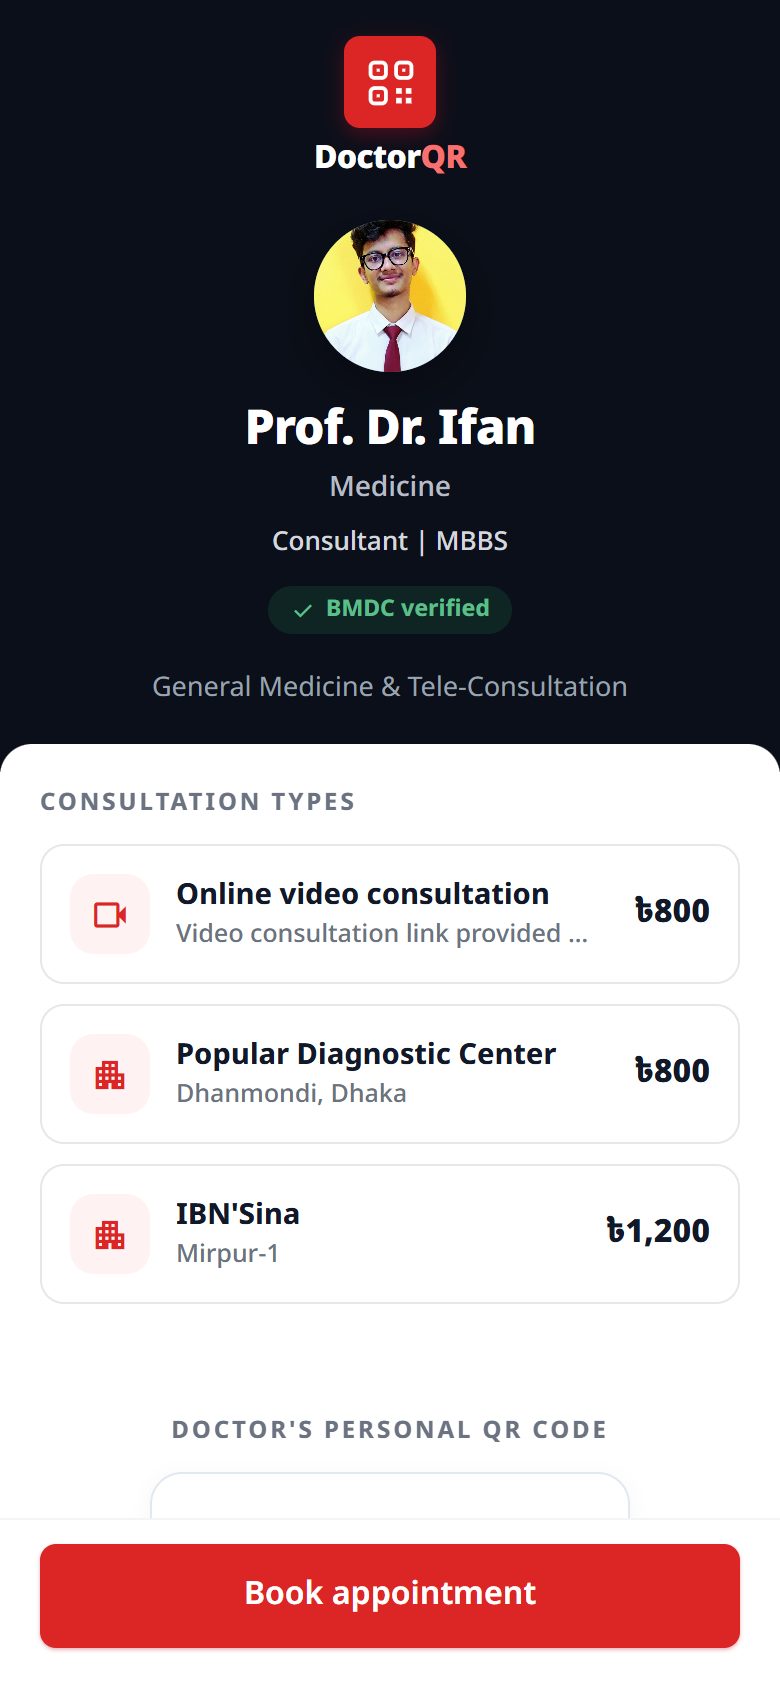 DoctorQR
Prof. Dr. Ifan
Medicine
Consultant | MBBS
BMDC verified
General Medicine & Tele-Consultation
CONSULTATION TYPES
Online video consultation
Video consultation link provided ...
৳800
Popular Diagnostic Center
Dhanmondi, Dhaka
৳800
IBN'Sina
Mirpur-1
৳1,200
DOCTOR'S PERSONAL QR CODE
Book appointment